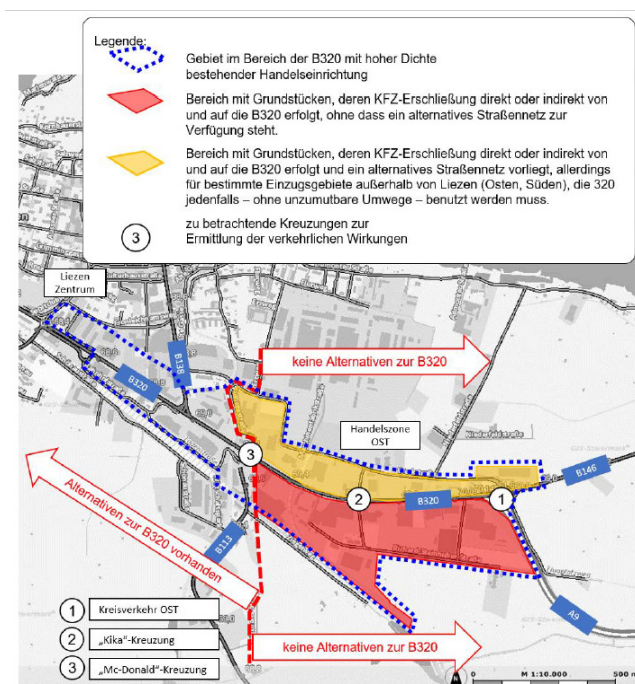 Legende:
Gebiet im Bereich der B320 mit hoher Dichte
bestehender Handelseinrichtung
Bereich mit Grundstücken, deren KFZ-Erschließung direkt oder indirekt von
und auf die B320 erfolgt, ohne dass ein alternatives Straßennetz zur
Verfügung steht.
Bereich mit Grundstücken, deren KFZ-Erschließung direkt oder indirekt von
und auf die B320 erfolgt und ein alternatives Straßennetz vorliegt, allerdings
für bestimmte Einzugsgebiete außerhalb von Liezen (Osten, Süden), die 320
jedenfalls – ohne unzumutbare Umwege – benutzt werden muss.
3
zu betrachtende Kreuzungen zur
Ermittlung der verkehrlichen Wirkungen
Liezen
Zentrum
B138
B320
keine Alternativen zur B320
Handelszone
OST
3
2
B320
1
B146
Alternativen zur B320 vorhanden
B113
A9
keine Alternativen zur B320
1 Kreisverkehr OST
2 „Kika“-Kreuzung
3 „Mc-Donald“-Kreuzung
0 M 1:10.000 500 m